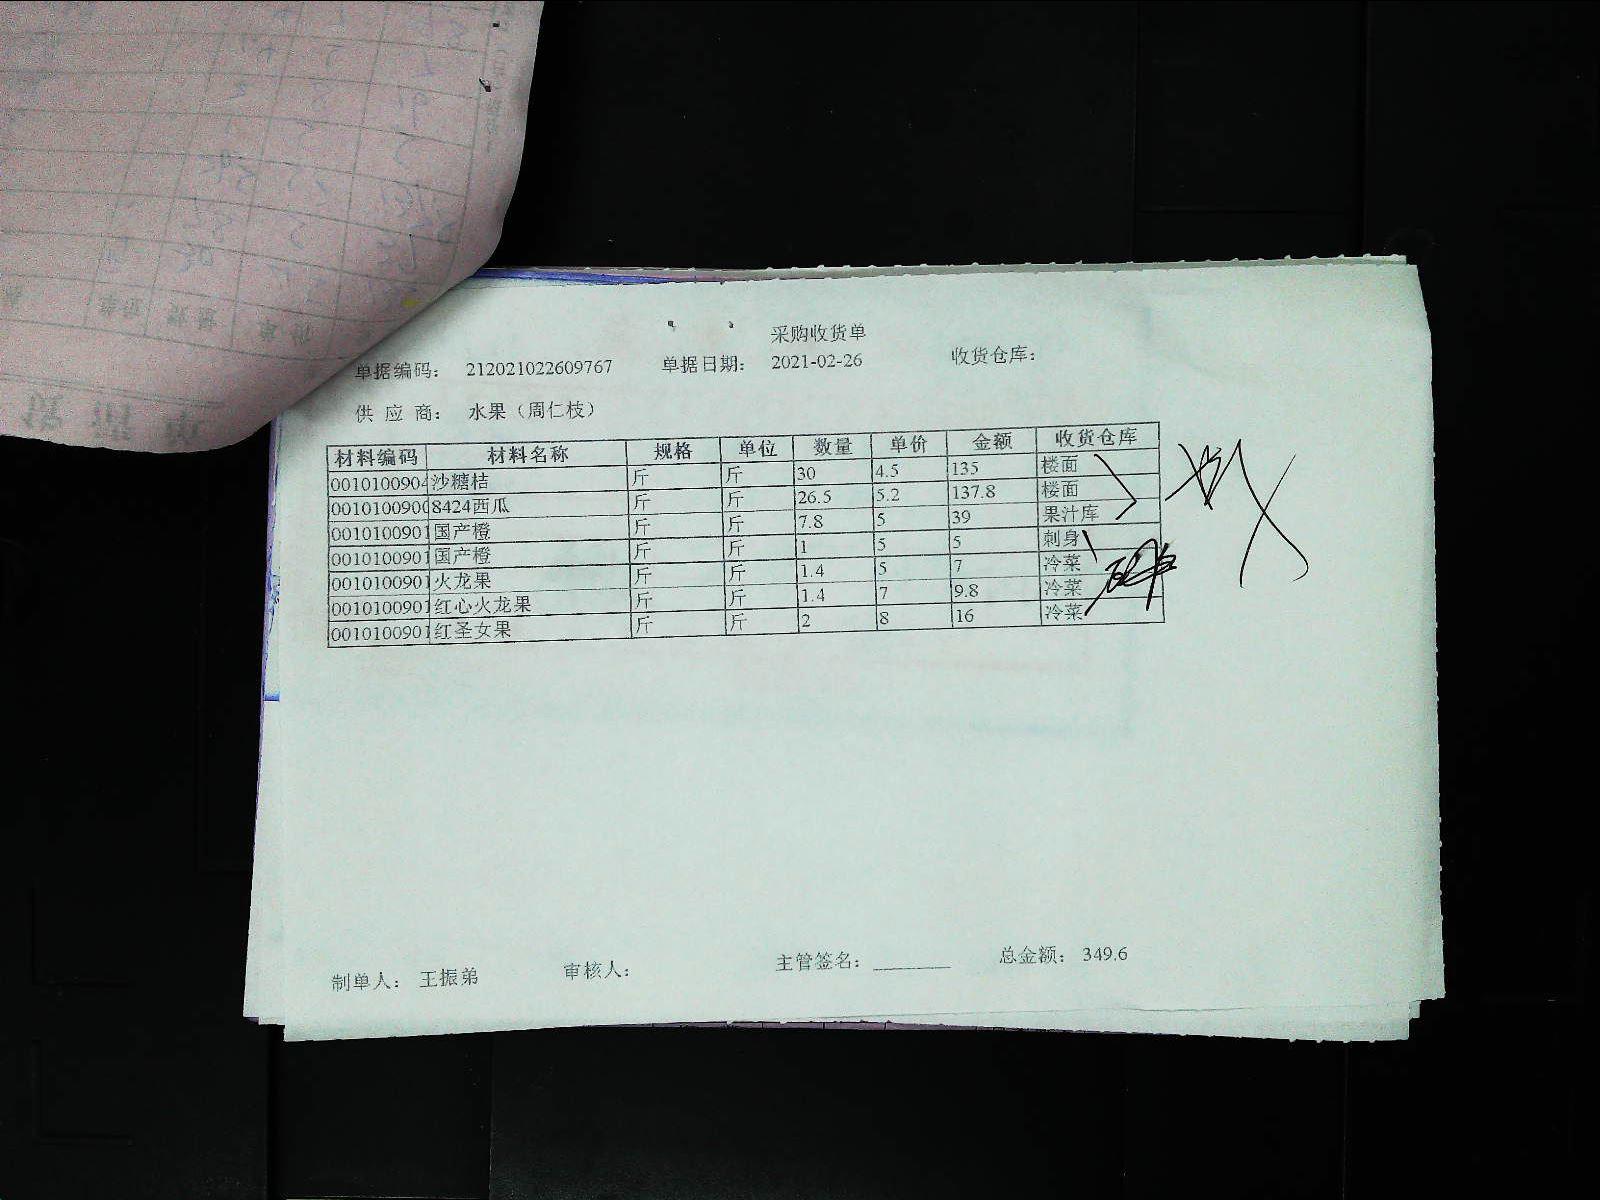 采购收货单
单据编码： 212021022609767 单据日期： 2021-02-26 收货仓库：
供 应 商： 水果（周仁枝）
材料编码 材料名称 规格 单位 数量 单价 金额 收货仓库
0010100904 沙糖桔 斤 斤 30 4.5 135 楼面
0010100900 8424西瓜 斤 斤 26.5 5.2 137.8 楼面
0010100901 国产橙 斤 斤 7.8 5 39 果汁库
0010100901 国产橙 斤 斤 1 5 5 刺身
0010100901 火龙果 斤 斤 1.4 5 7 冷菜
0010100901 红心火龙果 斤 斤 1.4 7 9.8 冷菜
0010100901 红圣女果 斤 斤 2 8 16 冷菜
制单人： 王振弟 审核人： 主管签名： 总金额： 349.6